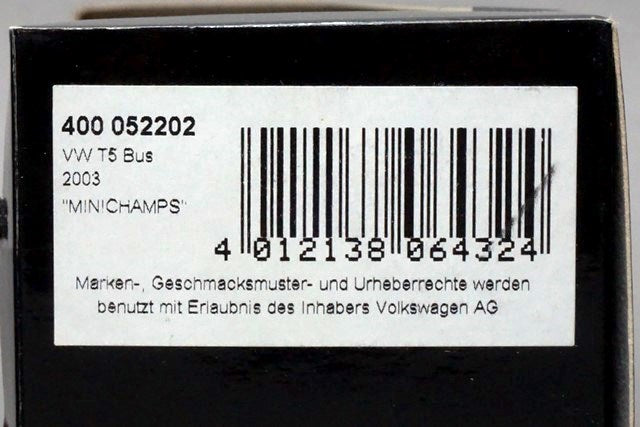 400 052202
VW T5 Bus
2003
"MINICHAMPS"
4 012138 064324
Marken-, Geschmacksmuster- und Urheberrechte werden
benutzt mit Erlaubnis des Inhabers Volkswagen AG